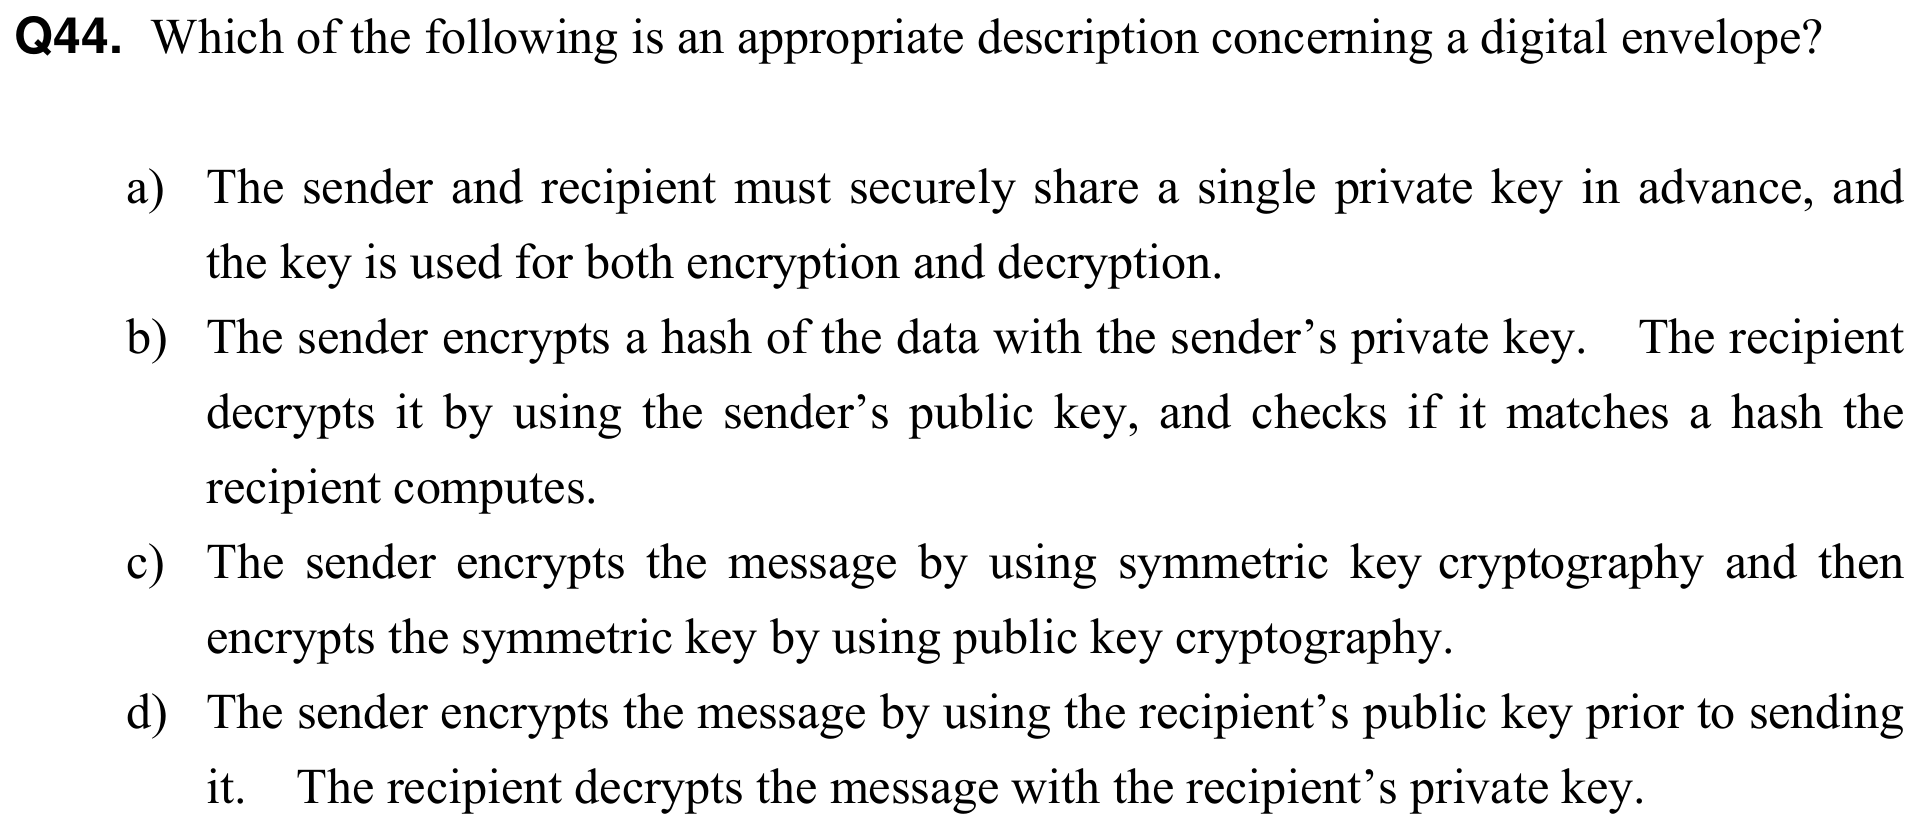 Q44. Which of the following is an appropriate description concerning a digital envelope?
a) The sender and recipient must securely share a single private key in advance, and
the key is used for both encryption and decryption.
b) The sender encrypts a hash of the data with the sender’s private key. The recipient
decrypts it by using the sender’s public key, and checks if it matches a hash the
recipient computes.
c) The sender encrypts the message by using symmetric key cryptography and then
encrypts the symmetric key by using public key cryptography.
d) The sender encrypts the message by using the recipient’s public key prior to sending
it. The recipient decrypts the message with the recipient’s private key.